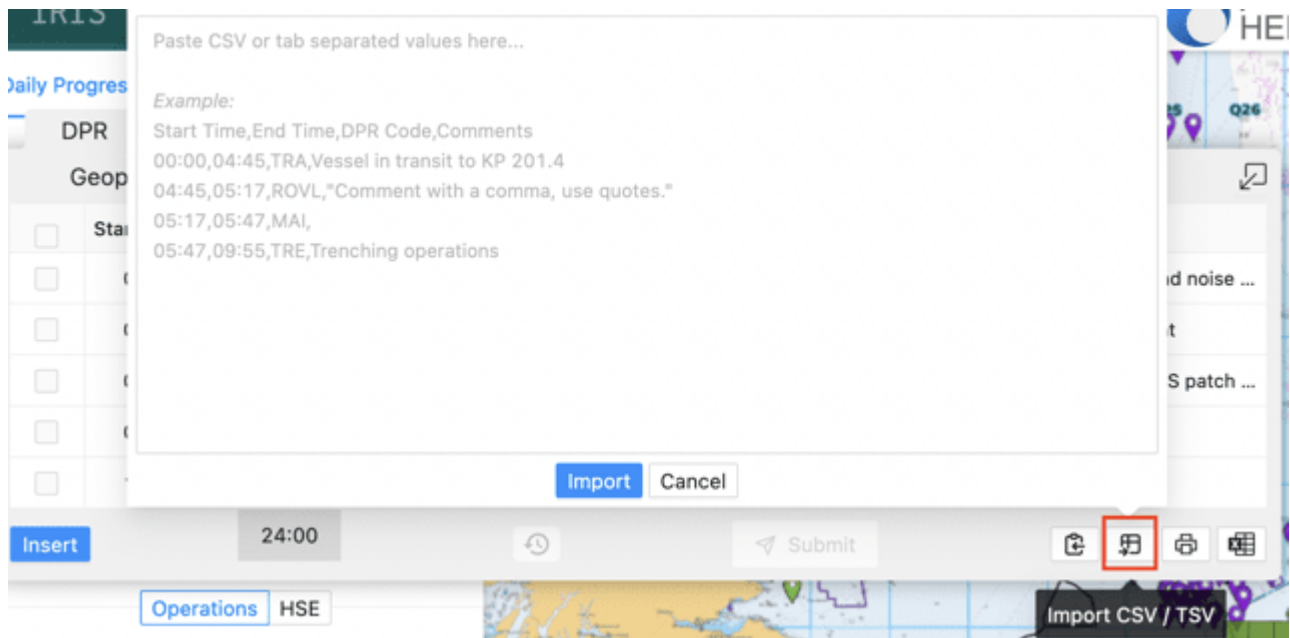 IRIS
HE
Daily Progres
DPR
Geop
Paste CSV or tab separated values here...
Example:
Start Time,End Time,DPR Code,Comments
00:00,04:45,TRA,Vessel in transit to KP 201.4
04:45,05:17,ROVL,"Comment with a comma, use quotes."
05:17,05:47,MAI,
05:47,09:55,TRE,Trenching operations
Q26
Sta
nd noise ...
t
S patch ...
Import
Cancel
Insert
24:00
Submit
Operations
HSE
Import CSV / TSV